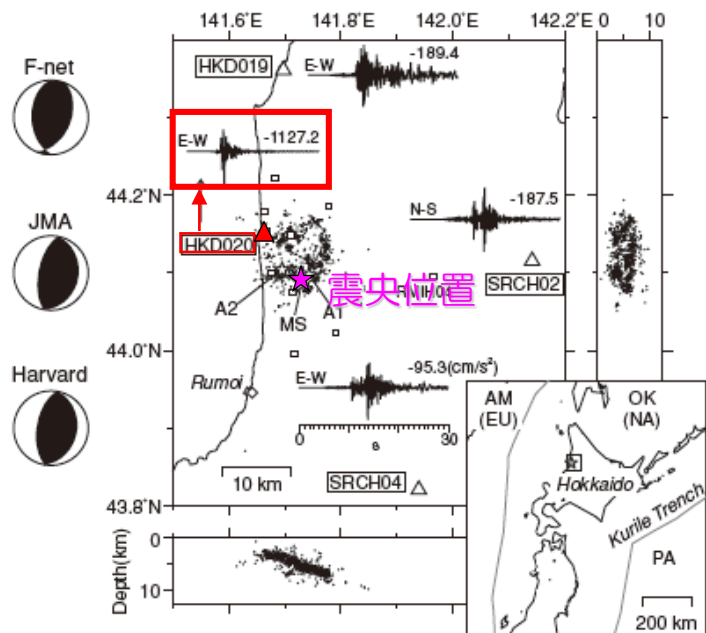 141.6° 141.8° 142.0° 142.2° 0 10
F-net
HKD019
E-W
-189.4
E-W
-1127.2
44.2°N
JMA
HKD020
N-S
-187.5
SRCH02
震央位置
A2
MS
A1
44.0°N
Harvard
Rumoi
E-W
-95.3(cm/s²)
0 30
s
10 km
SRCH04
43.8°N
Depth(km)
0
10
AM
(EU)
OK
(NA)
Hokkaido
Kurile Trench
PA
200 km